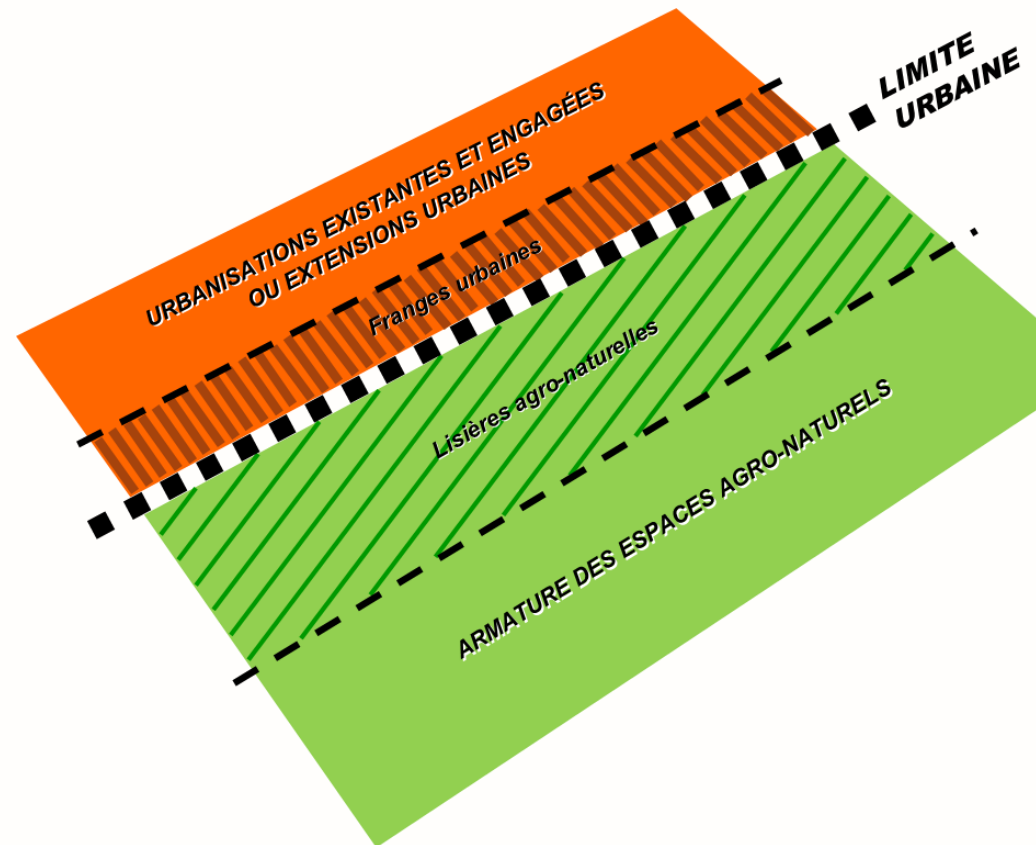 LIMITE
URBAINE
URBANISATIONS EXISTANTES ET ENGAGÉES
OU EXTENSIONS URBAINES
Franges urbaines
Lisières agro-naturelles
ARMATURE DES ESPACES AGRO-NATURELS